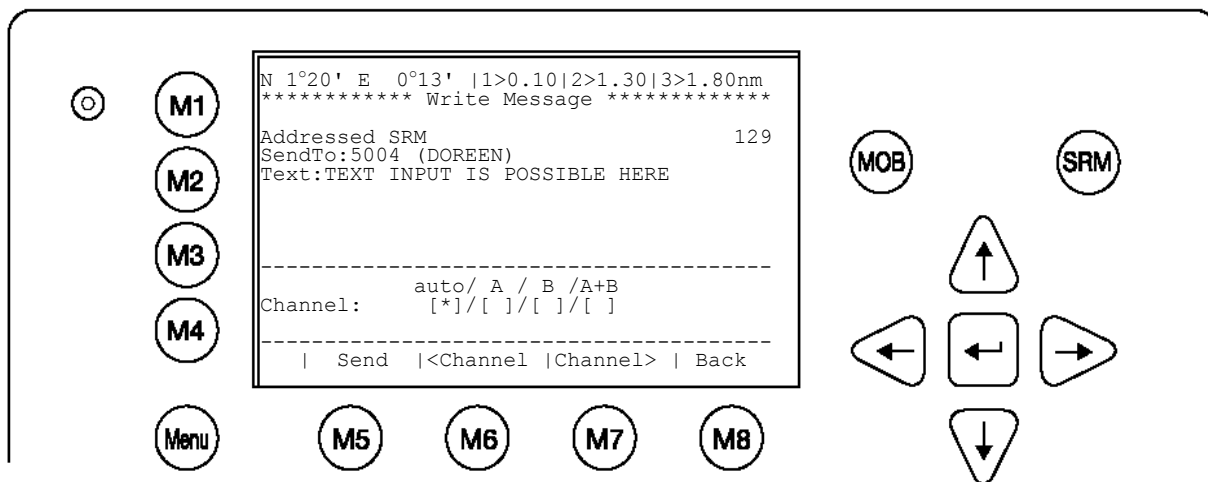 N 1°20' E  0°13' |1>0.10|2>1.30|3>1.80nm
************ Write Message *************
Addressed SRM                        129
SendTo:5004 (DOREEN)
Text:TEXT INPUT IS POSSIBLE HERE
----------------------------------------
auto/ A / B /A+B
Channel:     [*]/[ ]/[ ]/[ ]
----------------------------------------
|  Send  |<Channel |Channel> | Back
M1
M2
M3
M4
MOB
SRM
Menu
M5
M6
M7
M8